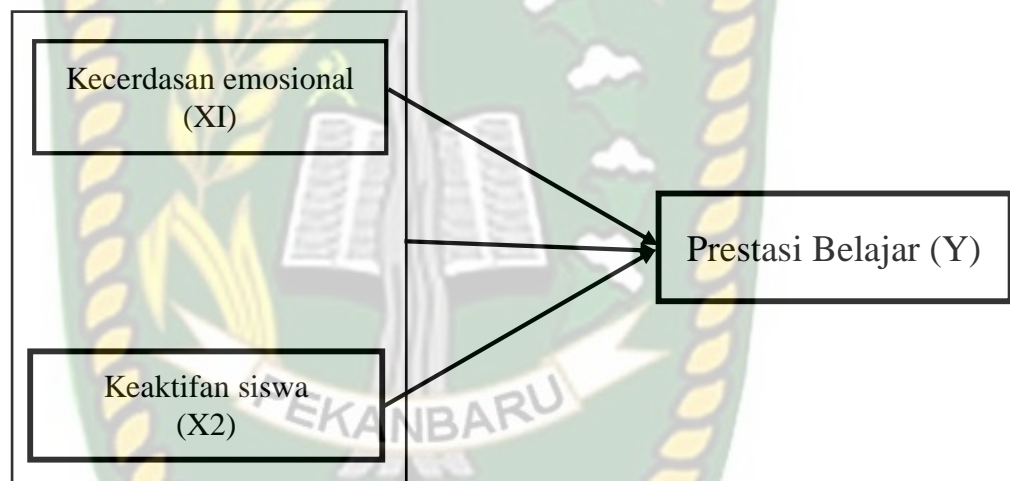 Kecerdasan emosional
(XI)
Prestasi Belajar (Y)
Keaktifan siswa
(X2)
PEKANBARU